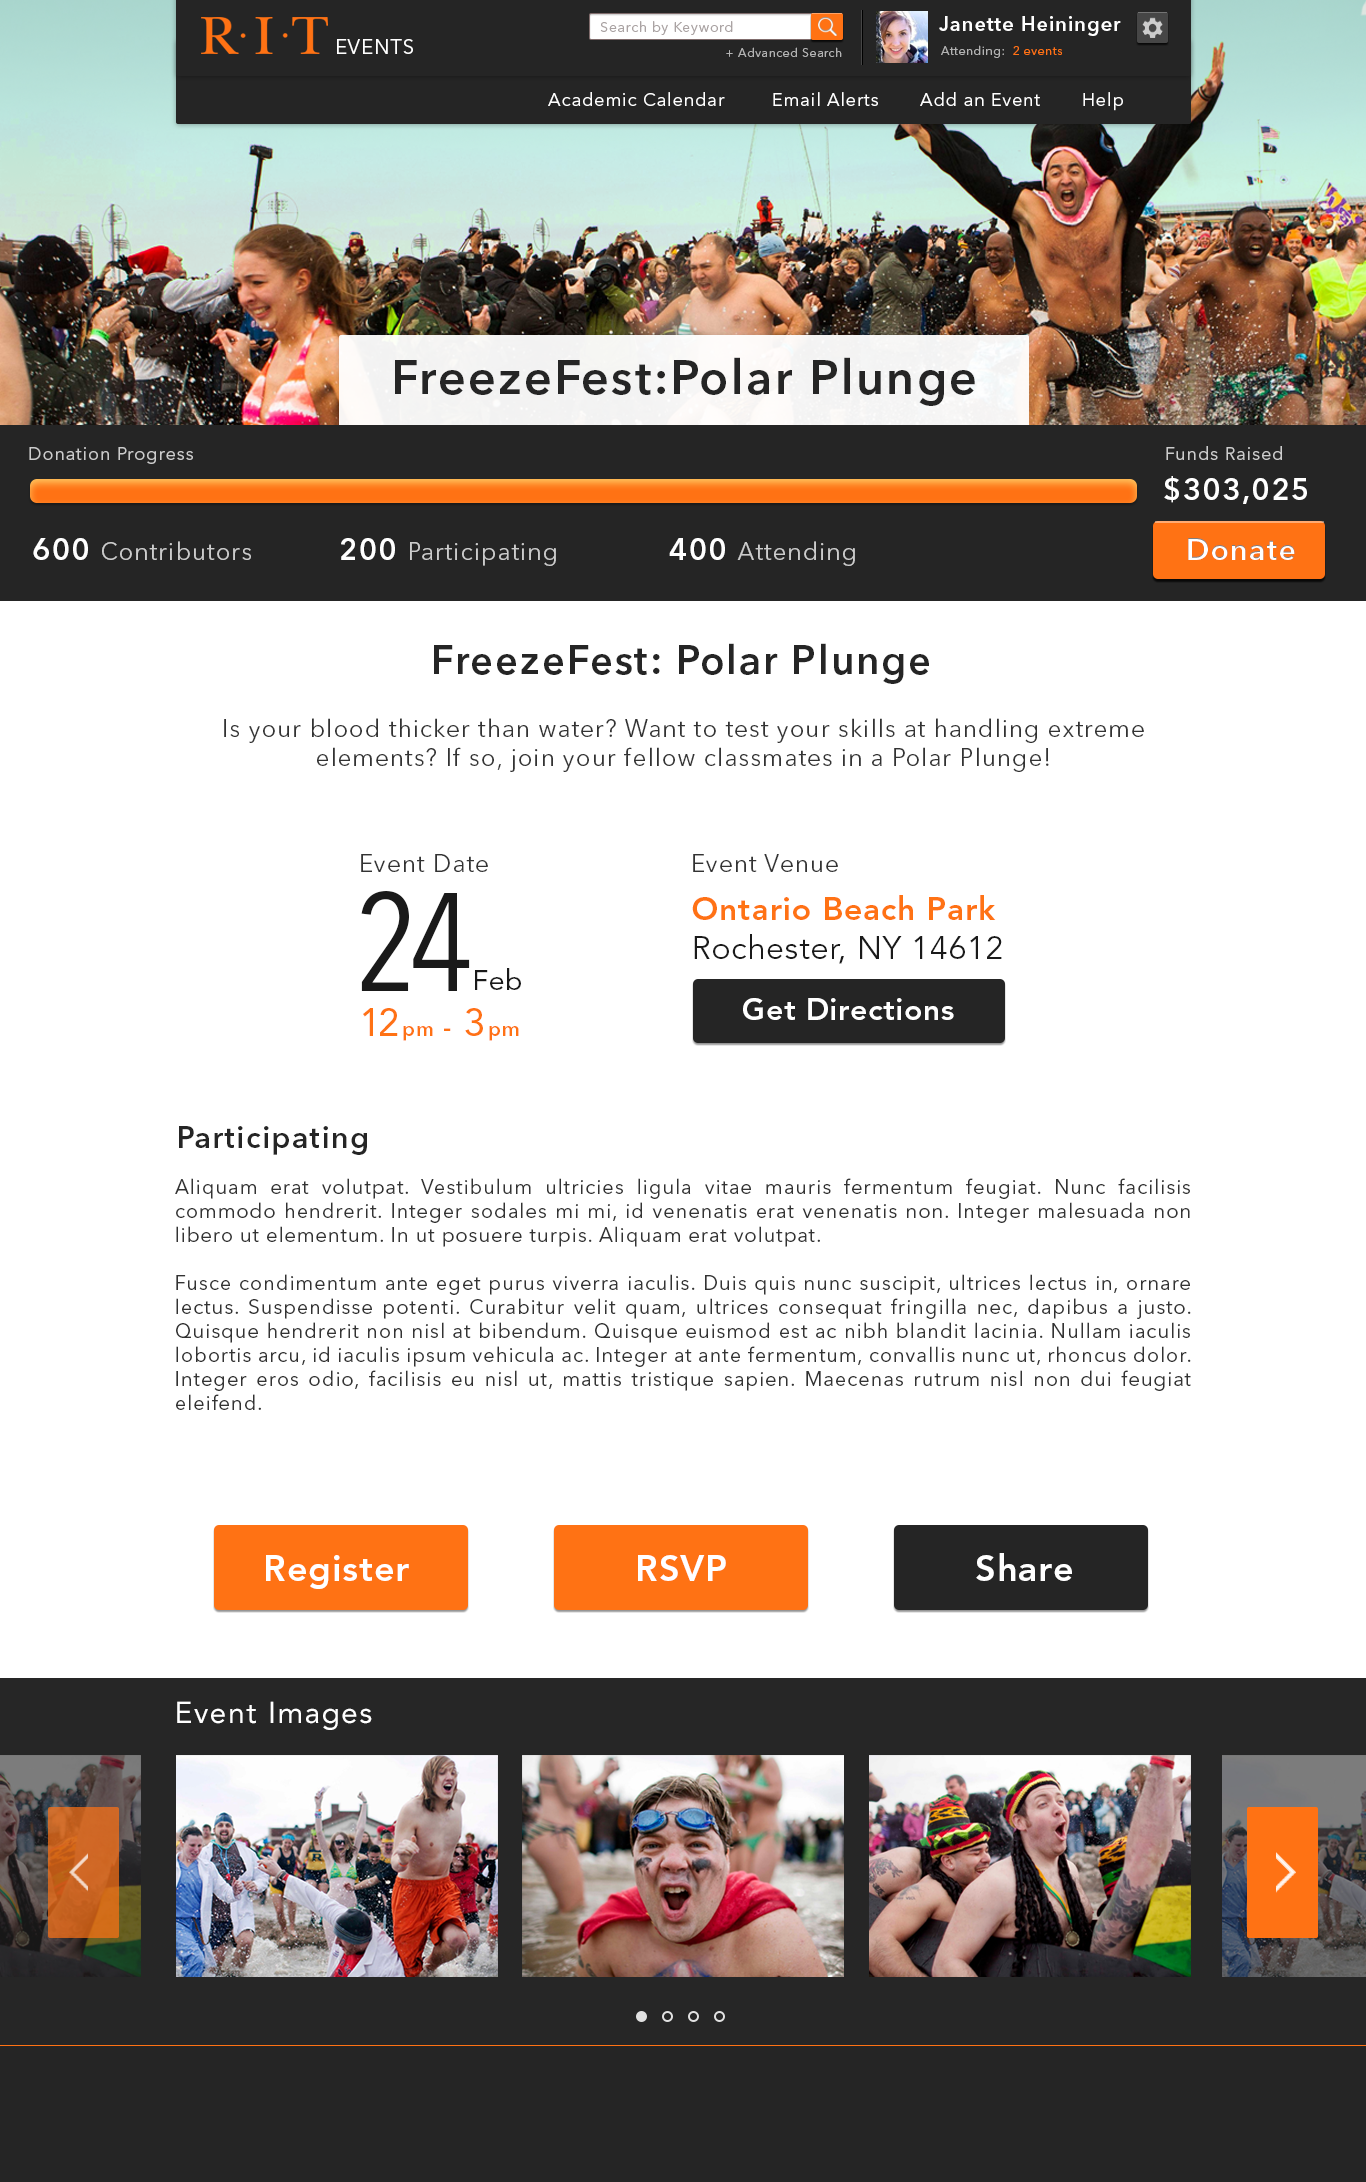 R·I·T EVENTS
Search by Keyword
+ Advanced Search
Janette Heininger
Attending: 2 events
Academic Calendar Email Alerts Add an Event Help
FreezeFest:Polar Plunge
Donation Progress
Funds Raised
$303,025
600 Contributors 200 Participating 400 Attending
Donate
FreezeFest: Polar Plunge
Is your blood thicker than water? Want to test your skills at handling extreme
elements? If so, join your fellow classmates in a Polar Plunge!
Event Date
24 Feb
12pm - 3pm
Event Venue
Ontario Beach Park
Rochester, NY 14612
Get Directions
Participating
Aliquam erat volutpat. Vestibulum ultricies ligula vitae mauris fermentum feugiat. Nunc facilisis
commodo hendrerit. Integer sodales mi mi, id venenatis erat venenatis non. Integer malesuada non
libero ut elementum. In ut posuere turpis. Aliquam erat volutpat.
Fusce condimentum ante eget purus viverra iaculis. Duis quis nunc suscipit, ultrices lectus in, ornare
lectus. Suspendisse potenti. Curabitur velit quam, ultrices consequat fringilla nec, dapibus a justo.
Quisque hendrerit non nisl at bibendum. Quisque euismod est ac nibh blandit lacinia. Nullam iaculis
lobortis arcu, id iaculis ipsum vehicula ac. Integer at ante fermentum, convallis nunc ut, rhoncus dolor.
Integer eros odio, facilisis eu nisl ut, mattis tristique sapien. Maecenas rutrum nisl non dui feugiat
eleifend.
Register RSVP Share
Event Images